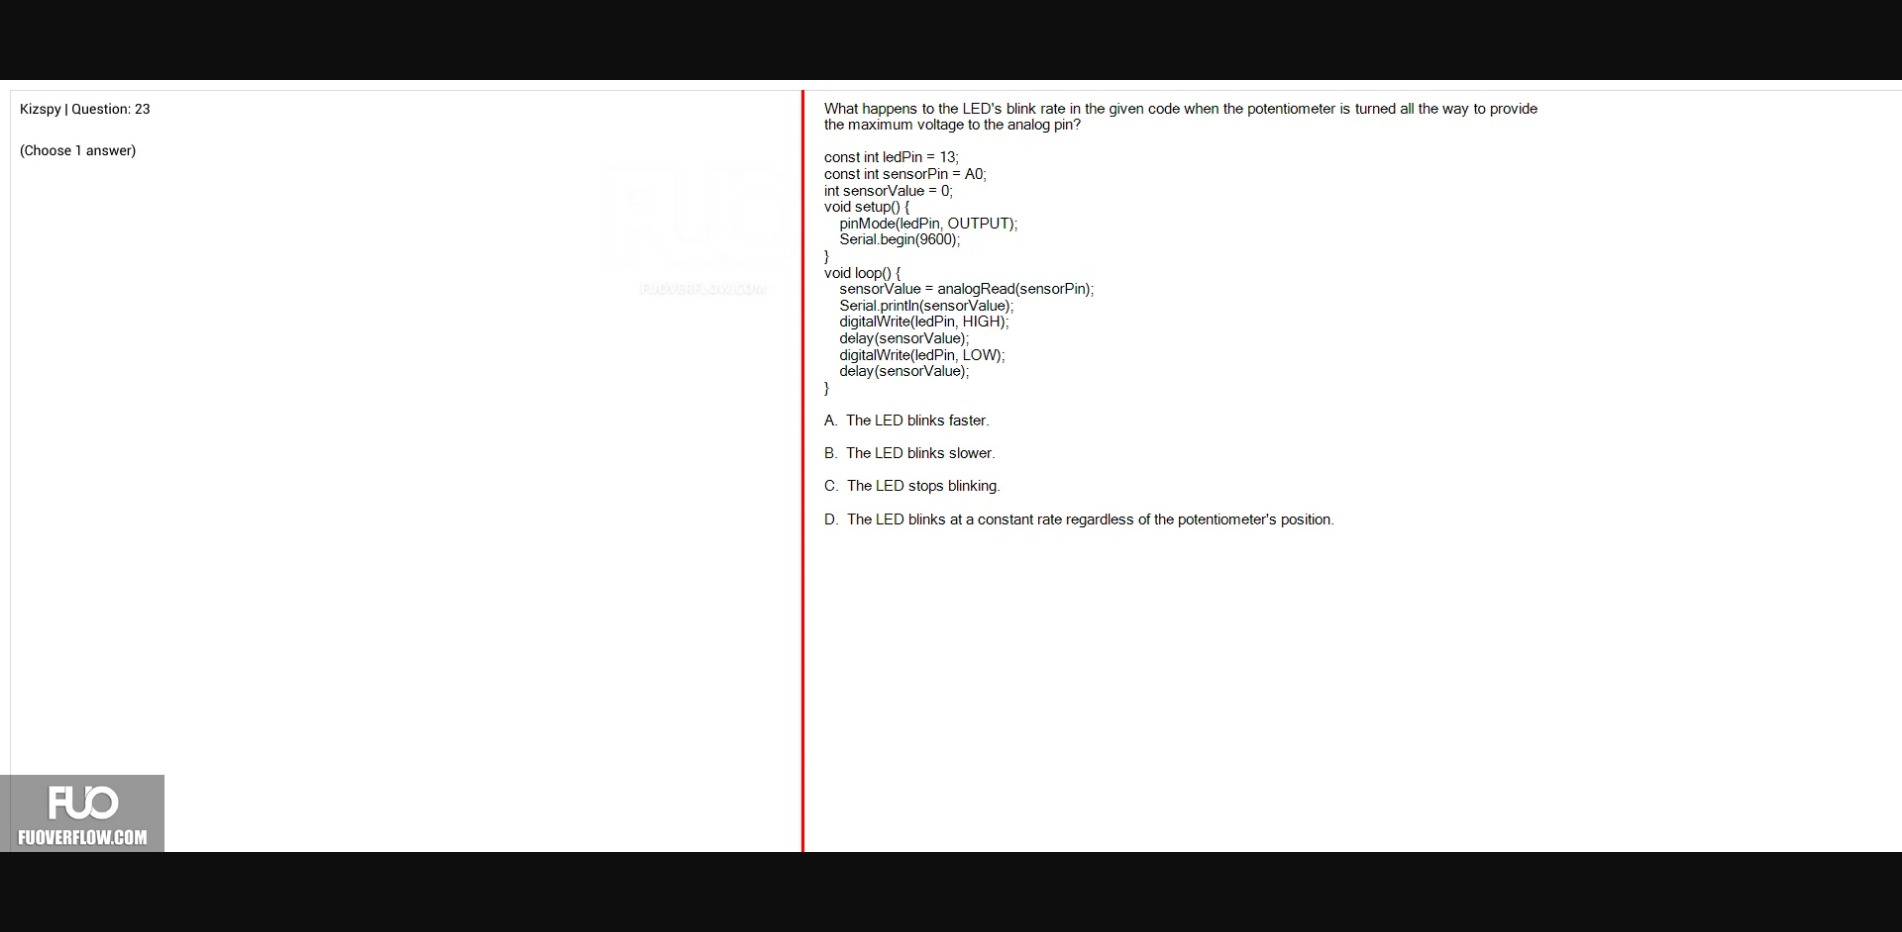 Kizspy | Question: 23
(Choose 1 answer)
FUO
FUOVERFLOW.COM
What happens to the LED's blink rate in the given code when the potentiometer is turned all the way to provide
the maximum voltage to the analog pin?
const int ledPin = 13;
const int sensorPin = A0;
int sensorValue = 0;
void setup() {
pinMode(ledPin, OUTPUT);
Serial.begin(9600);
}
void loop() {
sensorValue = analogRead(sensorPin);
Serial.println(sensorValue);
digitalWrite(ledPin, HIGH);
delay(sensorValue);
digitalWrite(ledPin, LOW);
delay(sensorValue);
}
A. The LED blinks faster.
B. The LED blinks slower.
C. The LED stops blinking.
D. The LED blinks at a constant rate regardless of the potentiometer's position.
FUO
FUOVERFLOW.COM